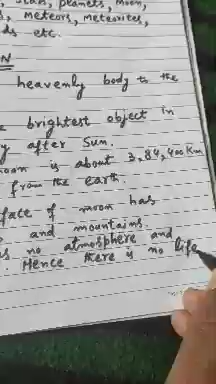 stars, planets, moon,
, meteors, meteorites,
ds etc.
N
heavenly body to the
e brightest object in
y after Sun.
moon is about 3,84,400 Km
from the earth.
face of moon has
and mountains.
as no atmosphere and
. Hence there is no life